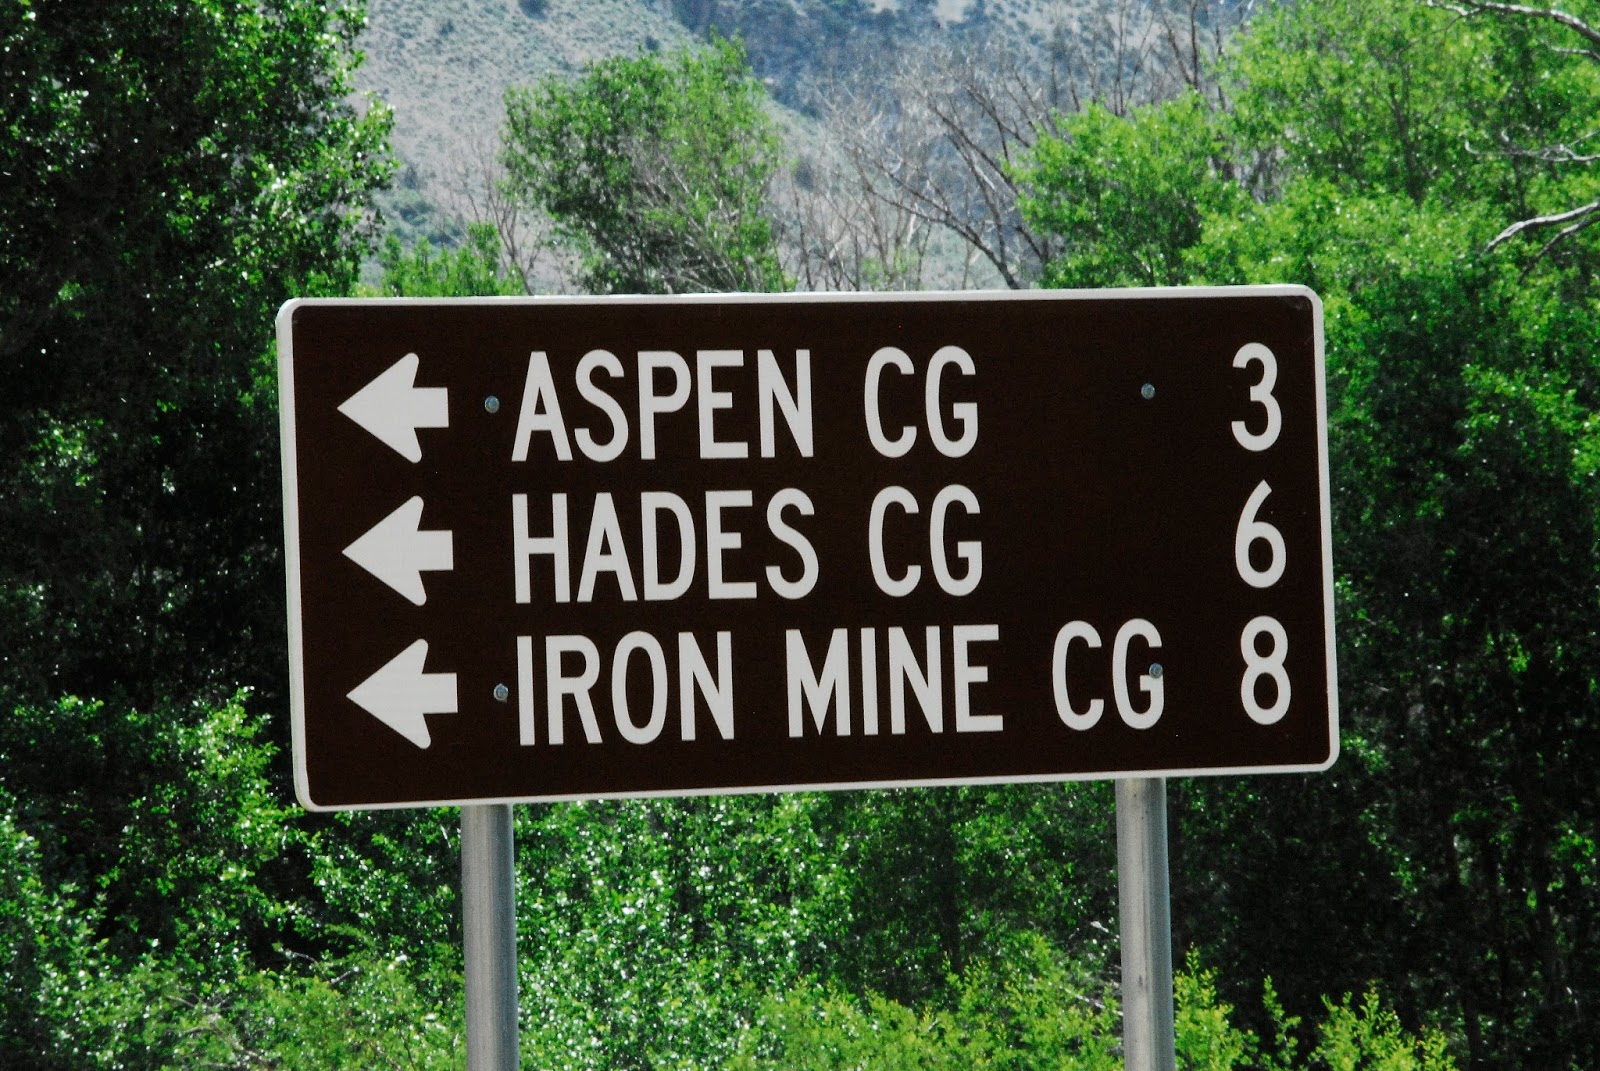 ASPEN CG 3
HADES CG 6
IRON MINE CG 8